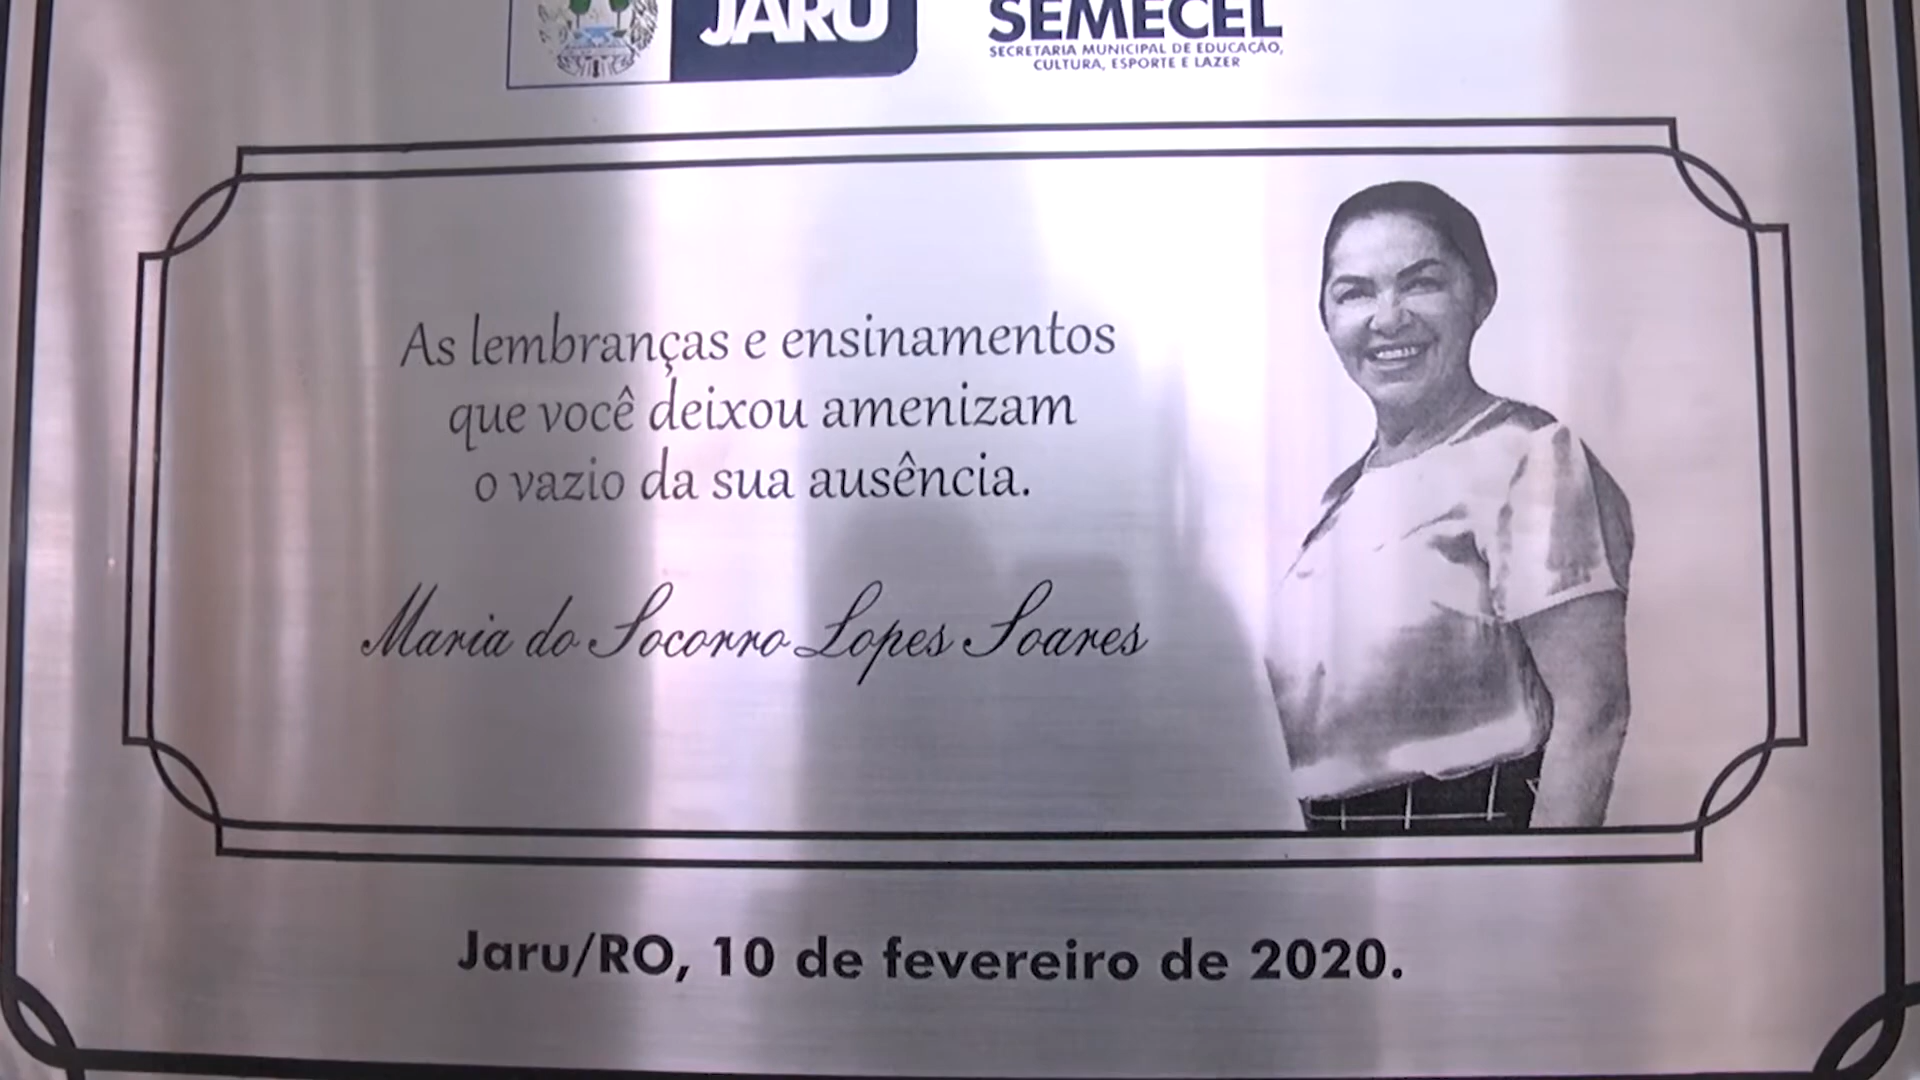 JARU
SEMECEL
SECRETARIA MUNICIPAL DE EDUCAÇÃO,
CULTURA, ESPORTE E LAZER
As lembranças e ensinamentos
que você deixou amenizam
o vazio da sua ausência.
Maria do Socorro Lopes Soares
Jaru/RO, 10 de fevereiro de 2020.